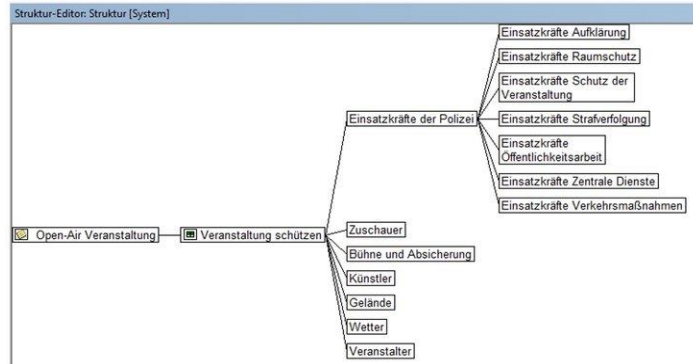 Struktur-Editor: Struktur [System]
Einsatzkräfte Aufklärung
Einsatzkräfte Raumschutz
Einsatzkräfte Schutz der
Veranstaltung
Einsatzkräfte der Polizei
Einsatzkräfte Strafverfolgung
Einsatzkräfte
Öffentlichkeitsarbeit
Einsatzkräfte Zentrale Dienste
Einsatzkräfte Verkehrsmaßnahmen
Open-Air Veranstaltung
Veranstaltung schützen
Zuschauer
Bühne und Absicherung
Künstler
Gelände
Wetter
Veranstalter